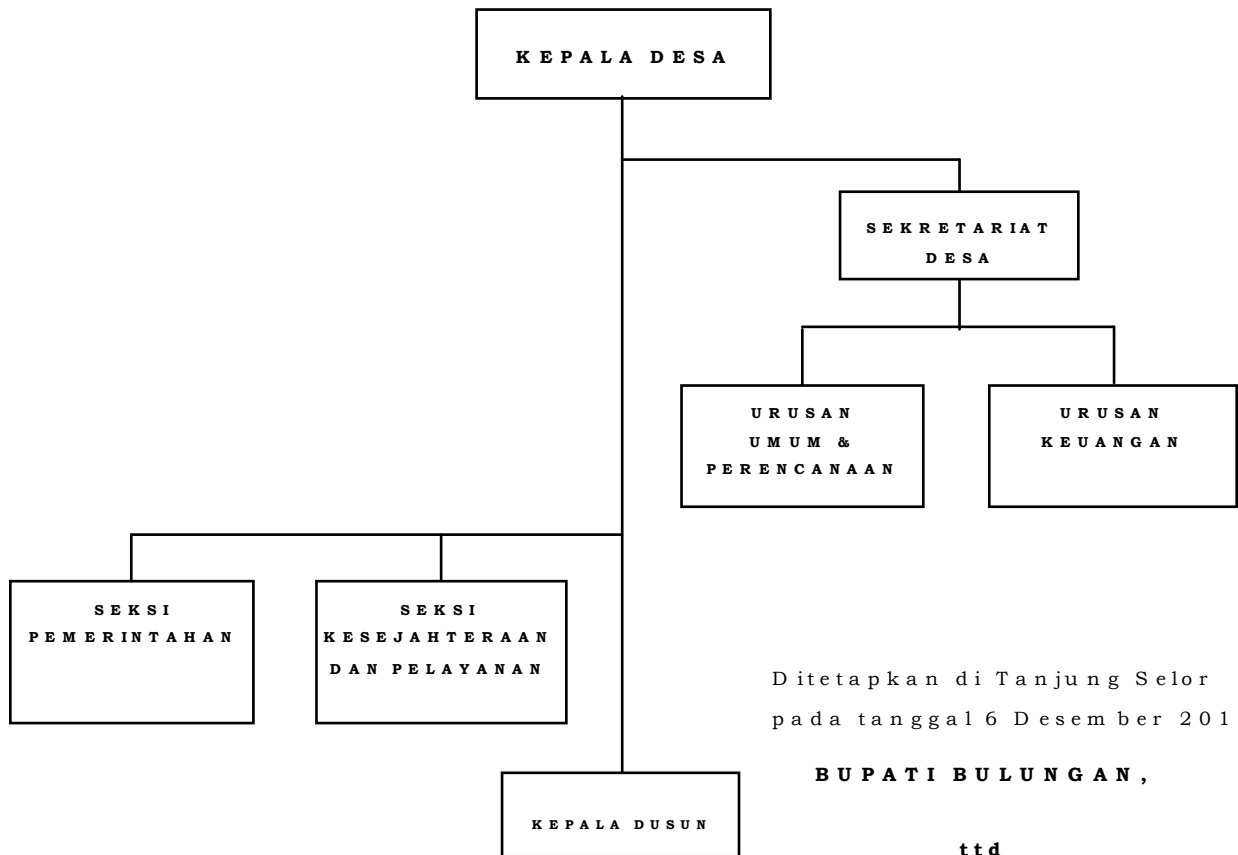 KEPALA DESA
SEKRETARIAT
DESA
URUSAN
UMUM &
PERENCANAAN
URUSAN
KEUANGAN
SEKSI
PEMERINTAHAN
SEKSI
KESEJAHTERAAN
DAN PELAYANAN
Ditetapkan di Tanjung Selor
pada tanggal 6 Desember 201
BUPATI BULUNGAN,
KEPALA DUSUN
ttd